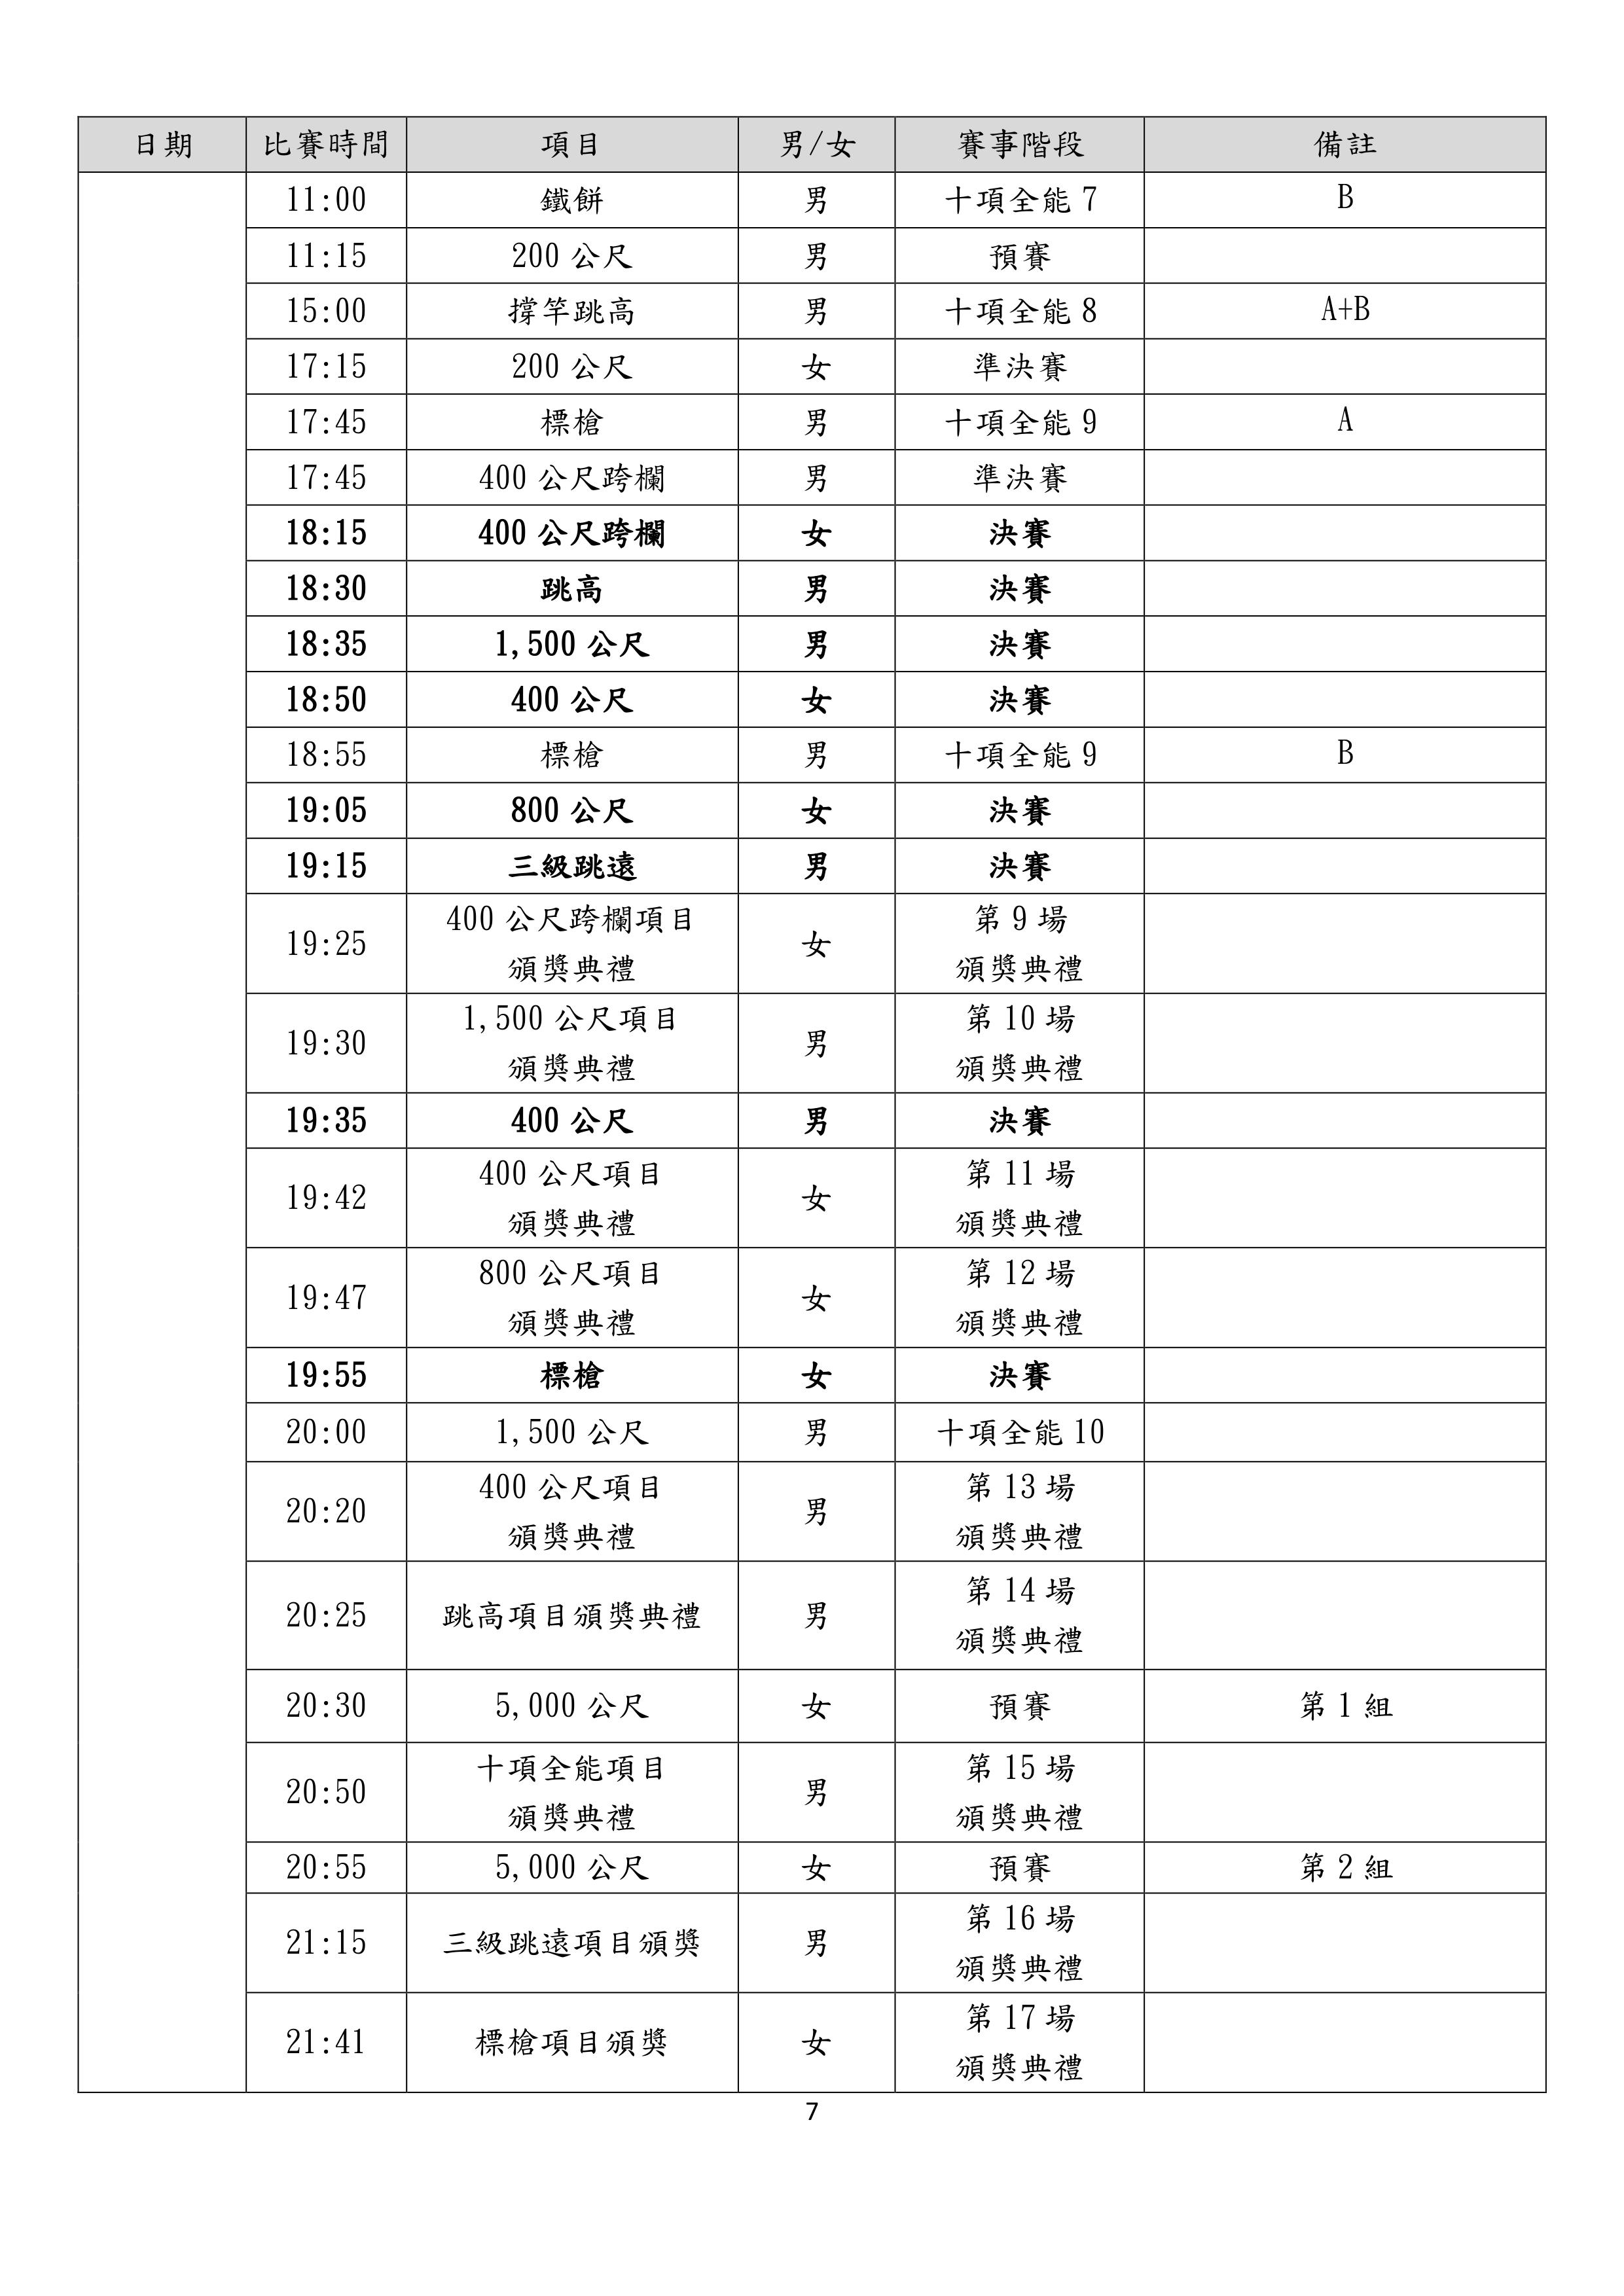 日期 比賽時間 項目 男/女 賽事階段 備註
11:00 鐵餅 男 十項全能 7 B
11:15 200 公尺 男 預賽
15:00 撐竿跳高 男 十項全能 8 A+B
17:15 200 公尺 女 準決賽
17:45 標槍 男 十項全能 9 A
17:45 400 公尺跨欄 男 準決賽
18:15 400 公尺跨欄 女 決賽
18:30 跳高 男 決賽
18:35 1,500 公尺 男 決賽
18:50 400 公尺 女 決賽
18:55 標槍 男 十項全能 9 B
19:05 800 公尺 女 決賽
19:15 三級跳遠 男 決賽
19:25 400 公尺跨欄項目 女 第 9 場
頒獎典禮 頒獎典禮
19:30 1,500 公尺項目 男 第 10 場
頒獎典禮 頒獎典禮
19:35 400 公尺 男 決賽
19:42 400 公尺項目 女 第 11 場
頒獎典禮 頒獎典禮
19:47 800 公尺項目 女 第 12 場
頒獎典禮 頒獎典禮
19:55 標槍 女 決賽
20:00 1,500 公尺 男 十項全能 10
20:20 400 公尺項目 男 第 13 場
頒獎典禮 頒獎典禮
20:25 跳高項目頒獎典禮 男 第 14 場
頒獎典禮
20:30 5,000 公尺 女 預賽 第 1 組
20:50 十項全能項目 男 第 15 場
頒獎典禮 頒獎典禮
20:55 5,000 公尺 女 預賽 第 2 組
21:15 三級跳遠項目頒獎 男 第 16 場
頒獎典禮
21:41 標槍項目頒獎 女 第 17 場
頒獎典禮
7